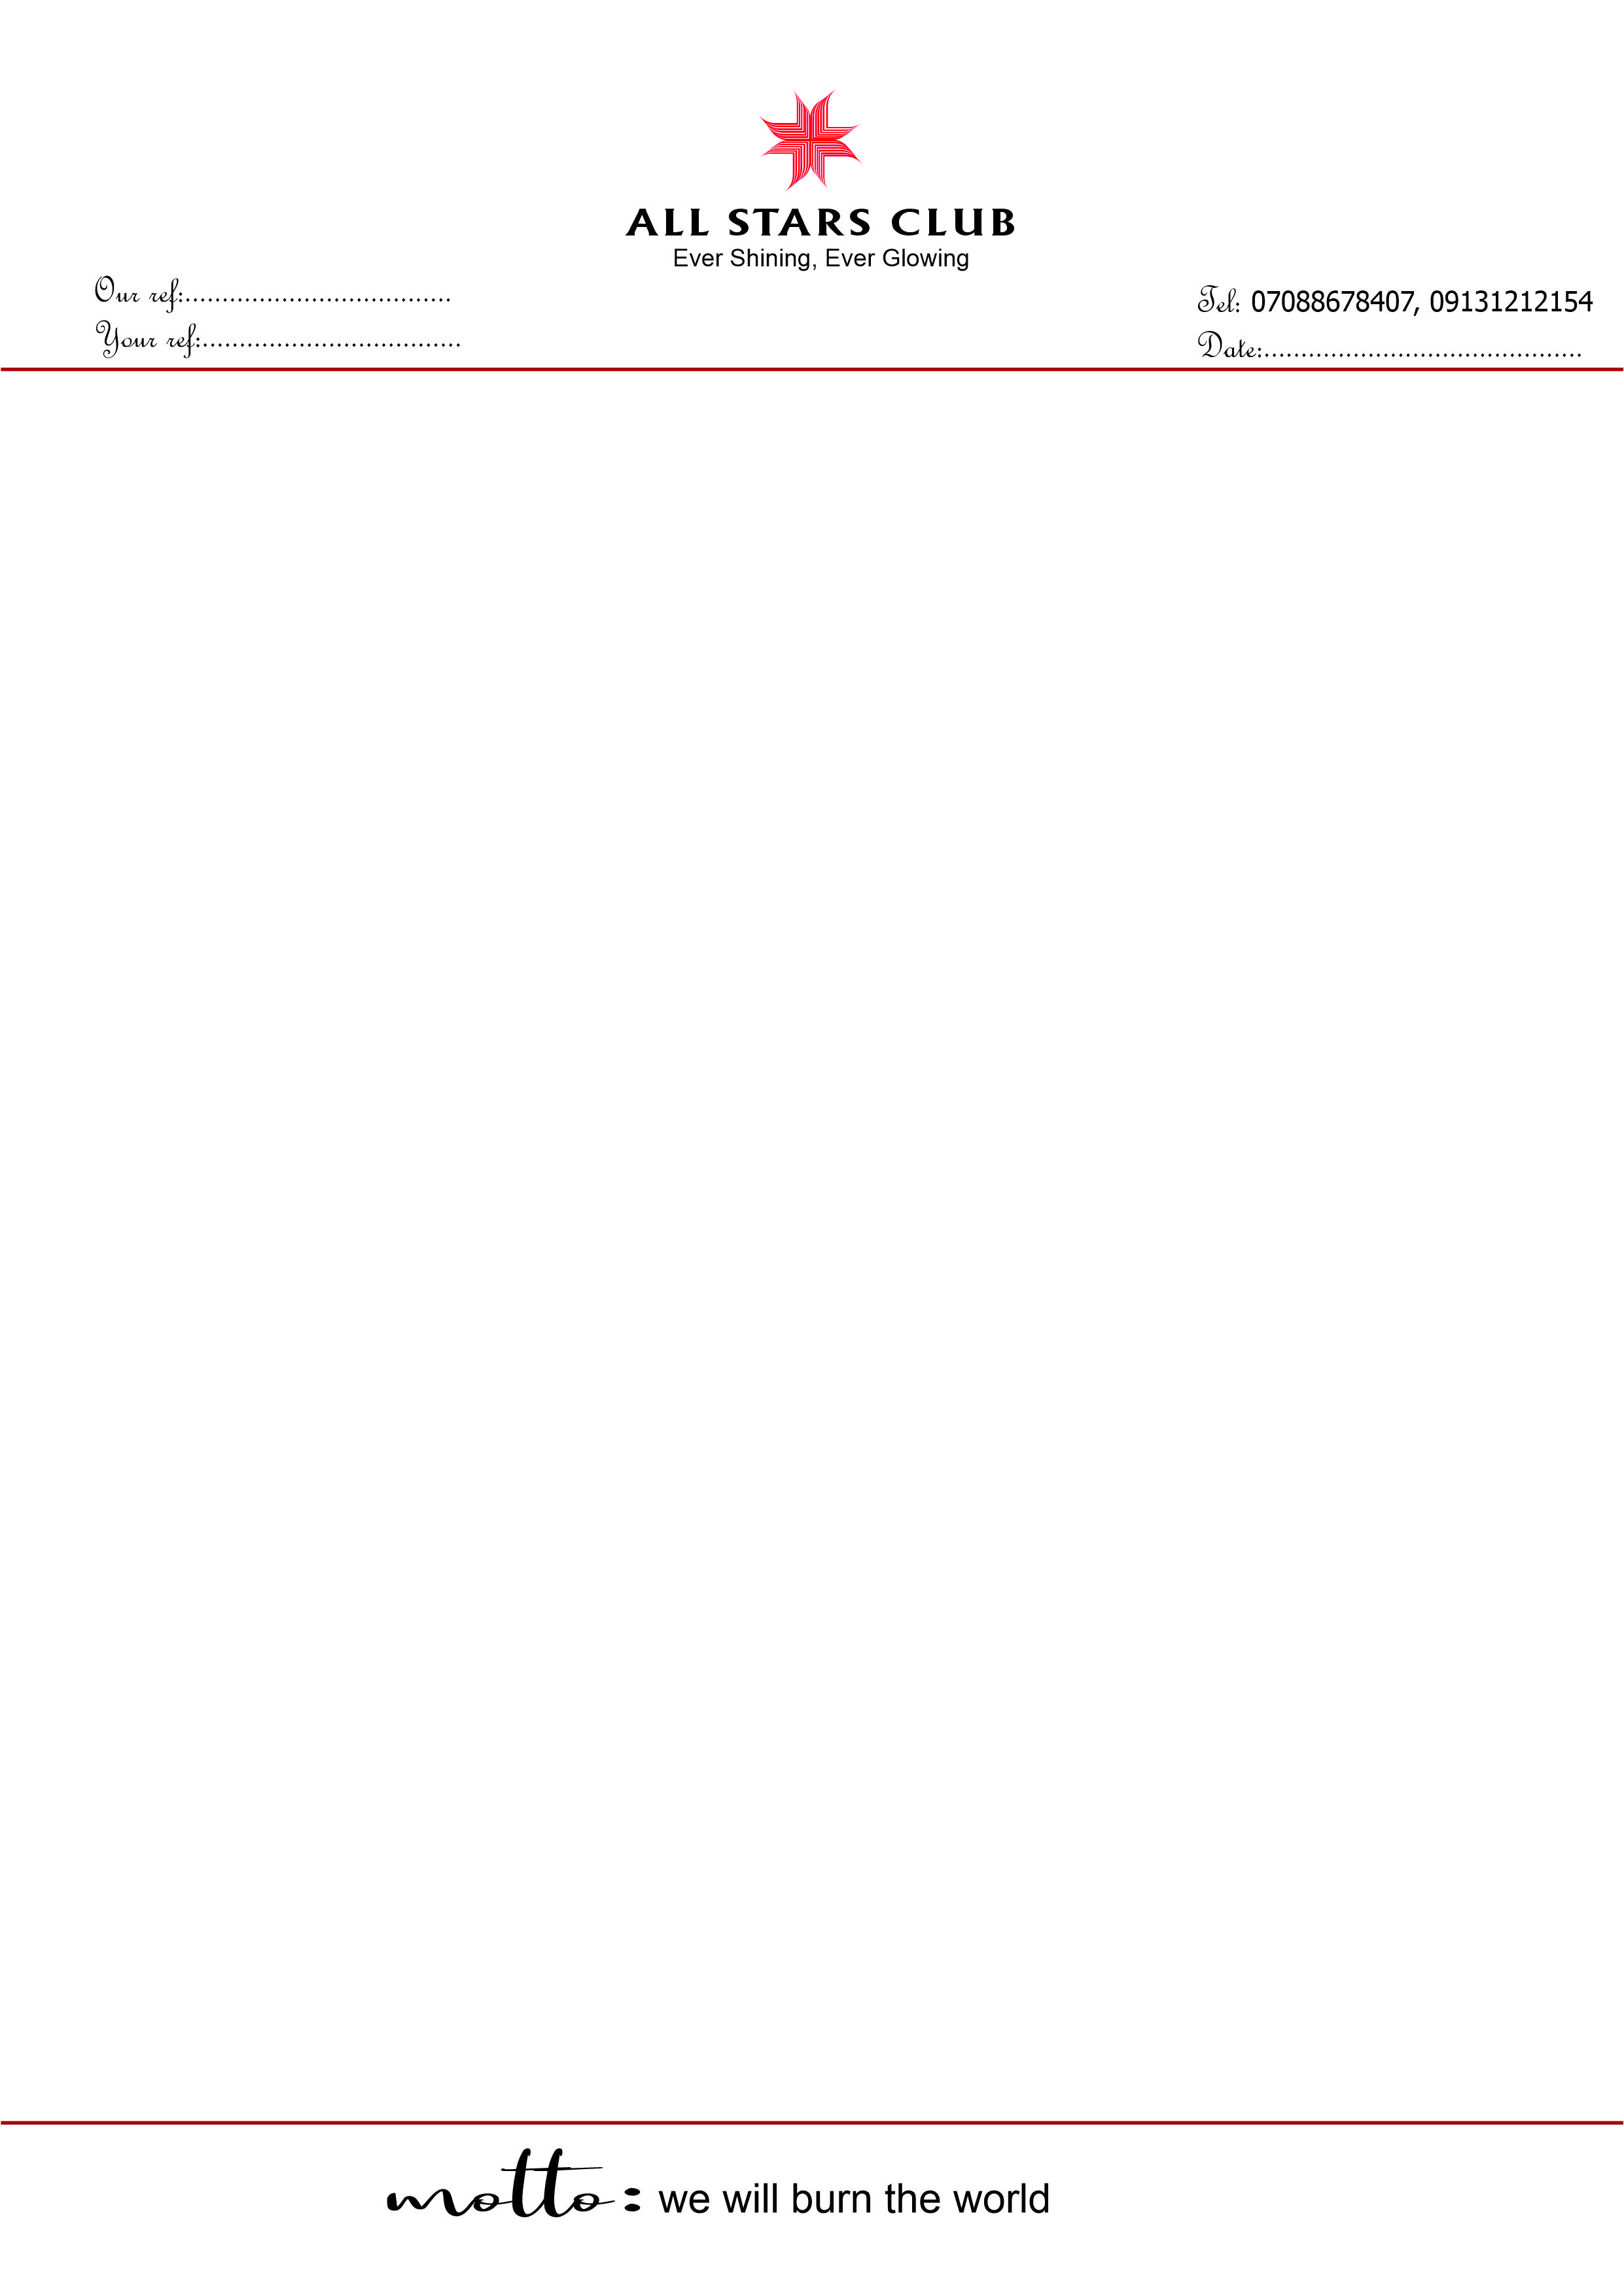 ALL STARS CLUB
Ever Shining, Ever Glowing
Our ref:....................................
Your ref:...................................
Tel: 07088678407, 09131212154
Date:...........................................
motto: we will burn the world